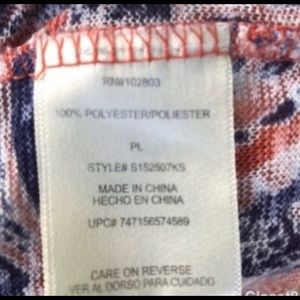 RN#102803
100% POLYESTER/POLIESTER
PL
STYLE# S152507KS
MADE IN CHINA
HECHO EN CHINA
UPC# 747156574589
CARE ON REVERSE
VER AL DORSO PARA CUIDADO